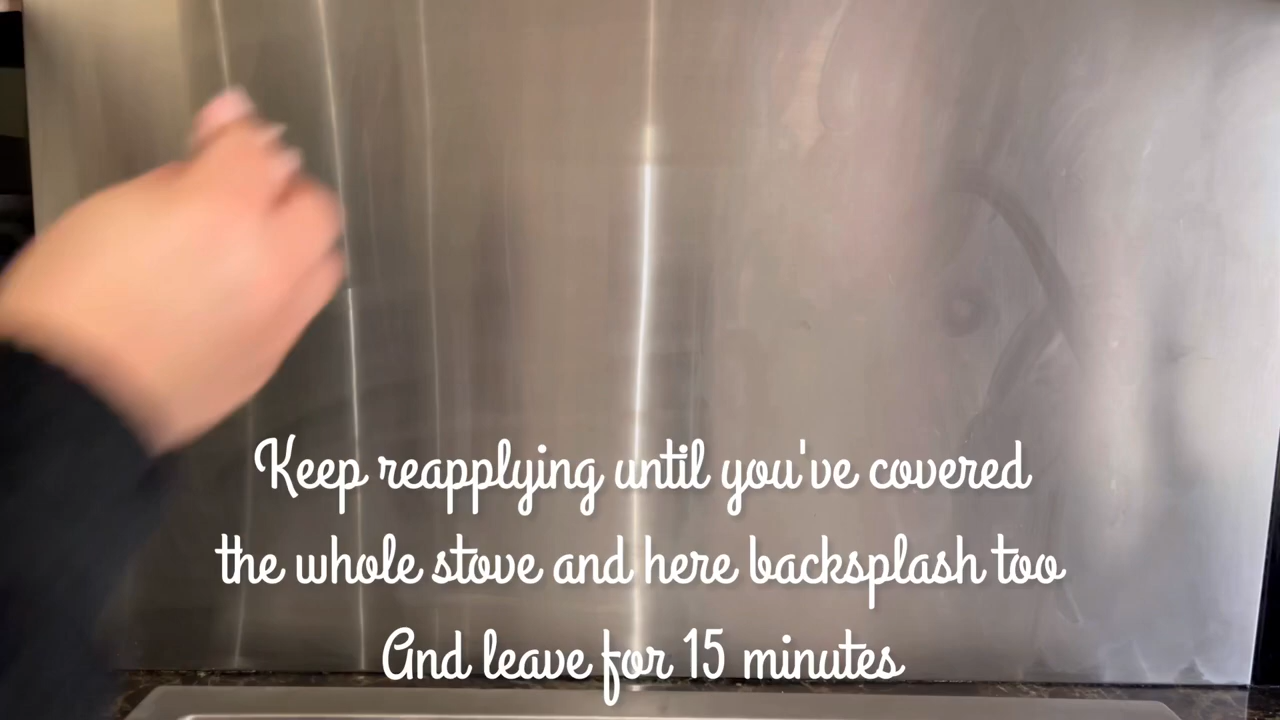 Keep reapplying until you've covered
the whole stove and here backsplash too
And leave for 15 minutes